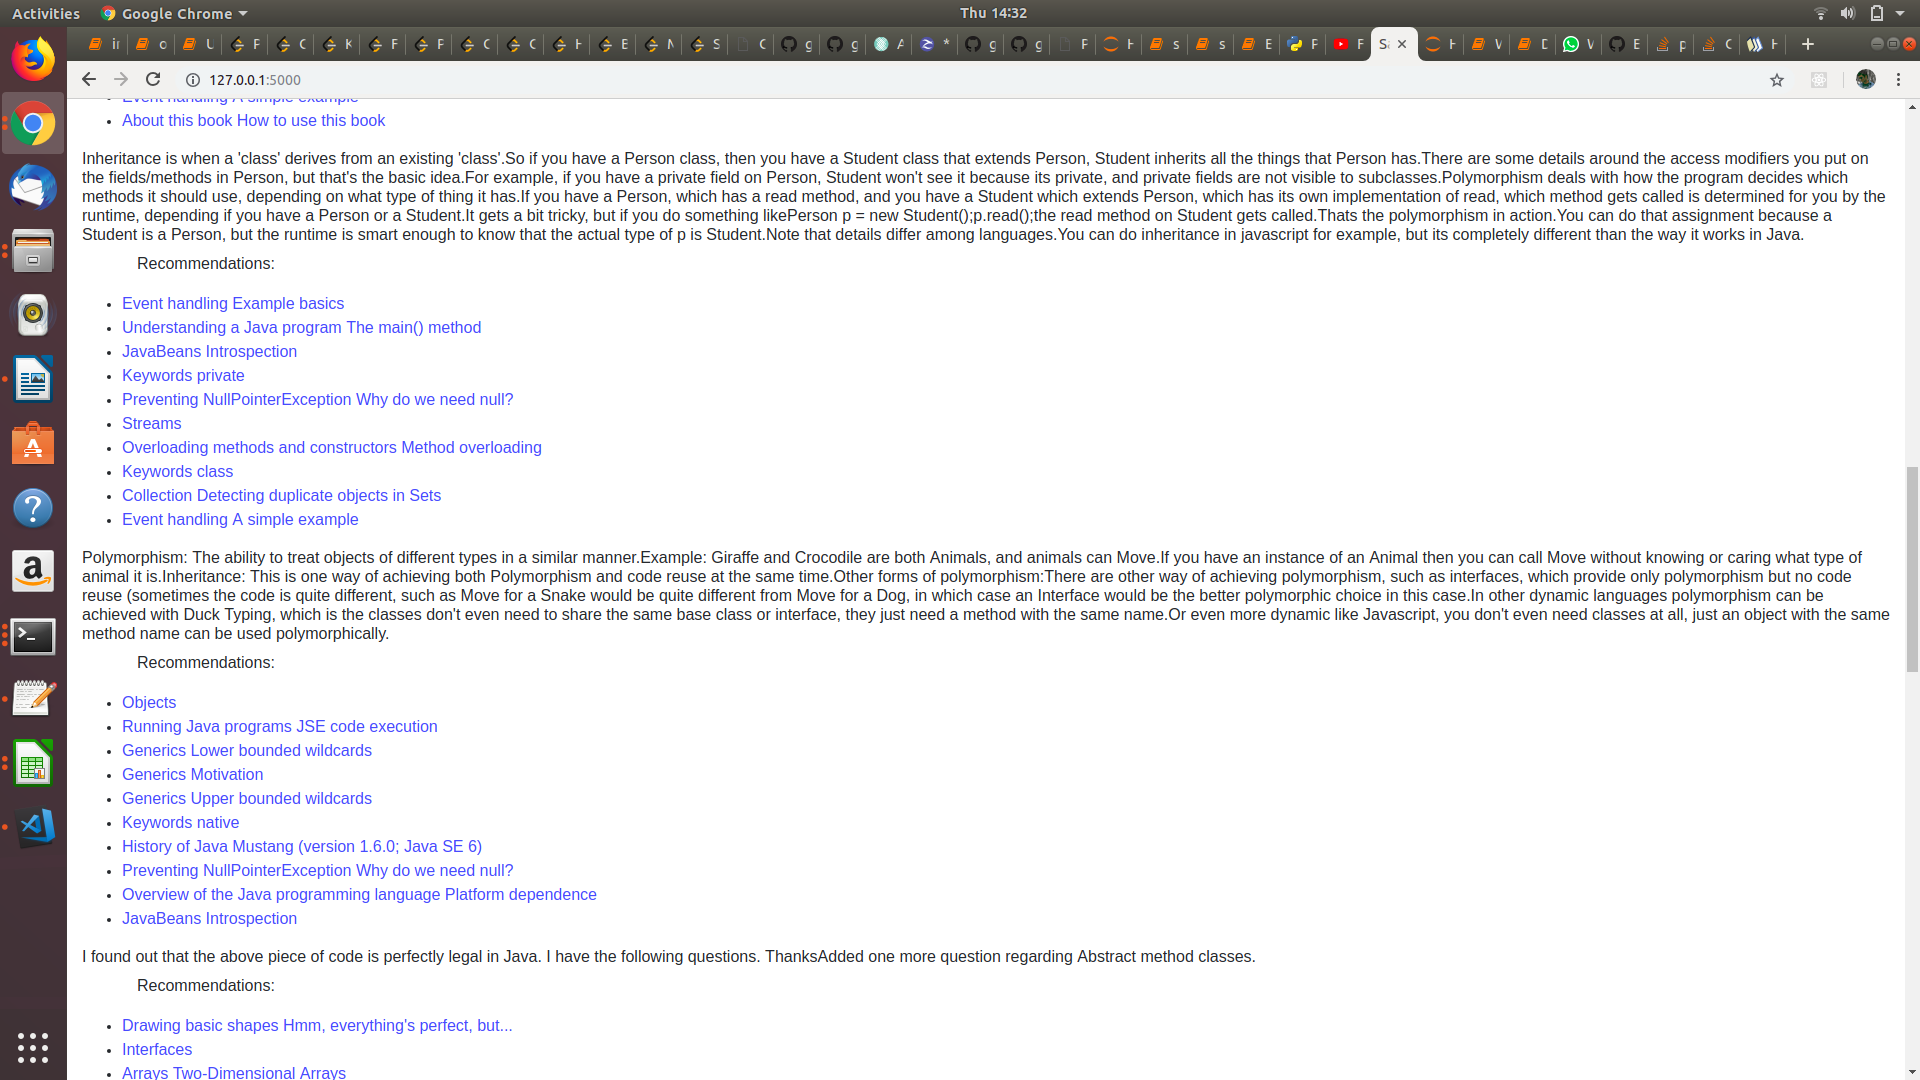 Activities Google Chrome Thu 14:32
127.0.0.1:5000
Event handling A simple example
About this book How to use this book
Inheritance is when a 'class' derives from an existing 'class'.So if you have a Person class, then you have a Student class that extends Person, Student inherits all the things that Person has.There are some details around the access modifiers you put on
the fields/methods in Person, but that's the basic idea.For example, if you have a private field on Person, Student won't see it because its private, and private fields are not visible to subclasses.Polymorphism deals with how the program decides which
methods it should use, depending on what type of thing it has.If you have a Person, which has a read method, and you have a Student which extends Person, which has its own implementation of read, which method gets called is determined for you by the
runtime, depending if you have a Person or a Student.It gets a bit tricky, but if you do something likePerson p = new Student();p.read();the read method on Student gets called.Thats the polymorphism in action.You can do that assignment because a
Student is a Person, but the runtime is smart enough to know that the actual type of p is Student.Note that details differ among languages.You can do inheritance in javascript for example, but its completely different than the way it works in Java.
Recommendations:
Event handling Example basics
Understanding a Java program The main() method
JavaBeans Introspection
Keywords private
Preventing NullPointerException Why do we need null?
Streams
Overloading methods and constructors Method overloading
Keywords class
Collection Detecting duplicate objects in Sets
Event handling A simple example
Polymorphism: The ability to treat objects of different types in a similar manner.Example: Giraffe and Crocodile are both Animals, and animals can Move.If you have an instance of an Animal then you can call Move without knowing or caring what type of
animal it is.Inheritance: This is one way of achieving both Polymorphism and code reuse at the same time.Other forms of polymorphism:There are other way of achieving polymorphism, such as interfaces, which provide only polymorphism but no code
reuse (sometimes the code is quite different, such as Move for a Snake would be quite different from Move for a Dog, in which case an Interface would be the better polymorphic choice in this case.In other dynamic languages polymorphism can be
achieved with Duck Typing, which is the classes don't even need to share the same base class or interface, they just need a method with the same name.Or even more dynamic like Javascript, you don't even need classes at all, just an object with the same
method name can be used polymorphically.
Recommendations:
Objects
Running Java programs JSE code execution
Generics Lower bounded wildcards
Generics Motivation
Generics Upper bounded wildcards
Keywords native
History of Java Mustang (version 1.6.0; Java SE 6)
Preventing NullPointerException Why do we need null?
Overview of the Java programming language Platform dependence
JavaBeans Introspection
I found out that the above piece of code is perfectly legal in Java. I have the following questions. ThanksAdded one more question regarding Abstract method classes.
Recommendations:
Drawing basic shapes Hmm, everything's perfect, but...
Interfaces
Arrays Two-Dimensional Arrays